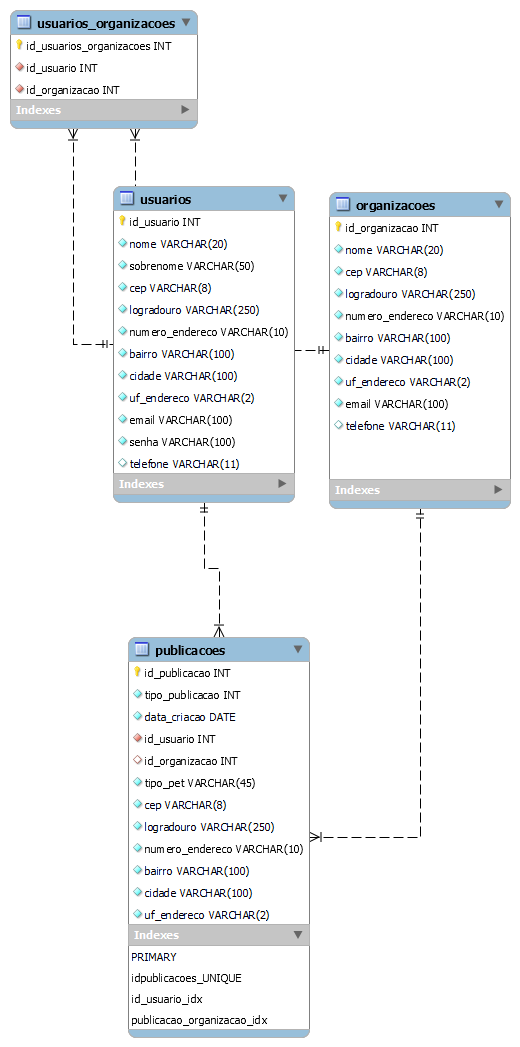 usuarios_organizacoes
id_usuarios_organizacoes INT
id_usuario INT
id_organizacao INT
Indexes
usuarios
id_usuario INT
nome VARCHAR(20)
sobrenome VARCHAR(50)
cep VARCHAR(8)
logradouro VARCHAR(250)
numero_endereco VARCHAR(10)
bairro VARCHAR(100)
cidade VARCHAR(100)
uf_endereco VARCHAR(2)
email VARCHAR(100)
senha VARCHAR(100)
telefone VARCHAR(11)
Indexes
organizacoes
id_organizacao INT
nome VARCHAR(20)
cep VARCHAR(8)
logradouro VARCHAR(250)
numero_endereco VARCHAR(10)
bairro VARCHAR(100)
cidade VARCHAR(100)
uf_endereco VARCHAR(2)
email VARCHAR(100)
telefone VARCHAR(11)
Indexes
publicacoes
id_publicacao INT
tipo_publicacao INT
data_criacao DATE
id_usuario INT
id_organizacao INT
tipo_pet VARCHAR(45)
cep VARCHAR(8)
logradouro VARCHAR(250)
numero_endereco VARCHAR(10)
bairro VARCHAR(100)
cidade VARCHAR(100)
uf_endereco VARCHAR(2)
Indexes
PRIMARY
idpublicacoes_UNIQUE
id_usuario_idx
publicacao_organizacao_idx